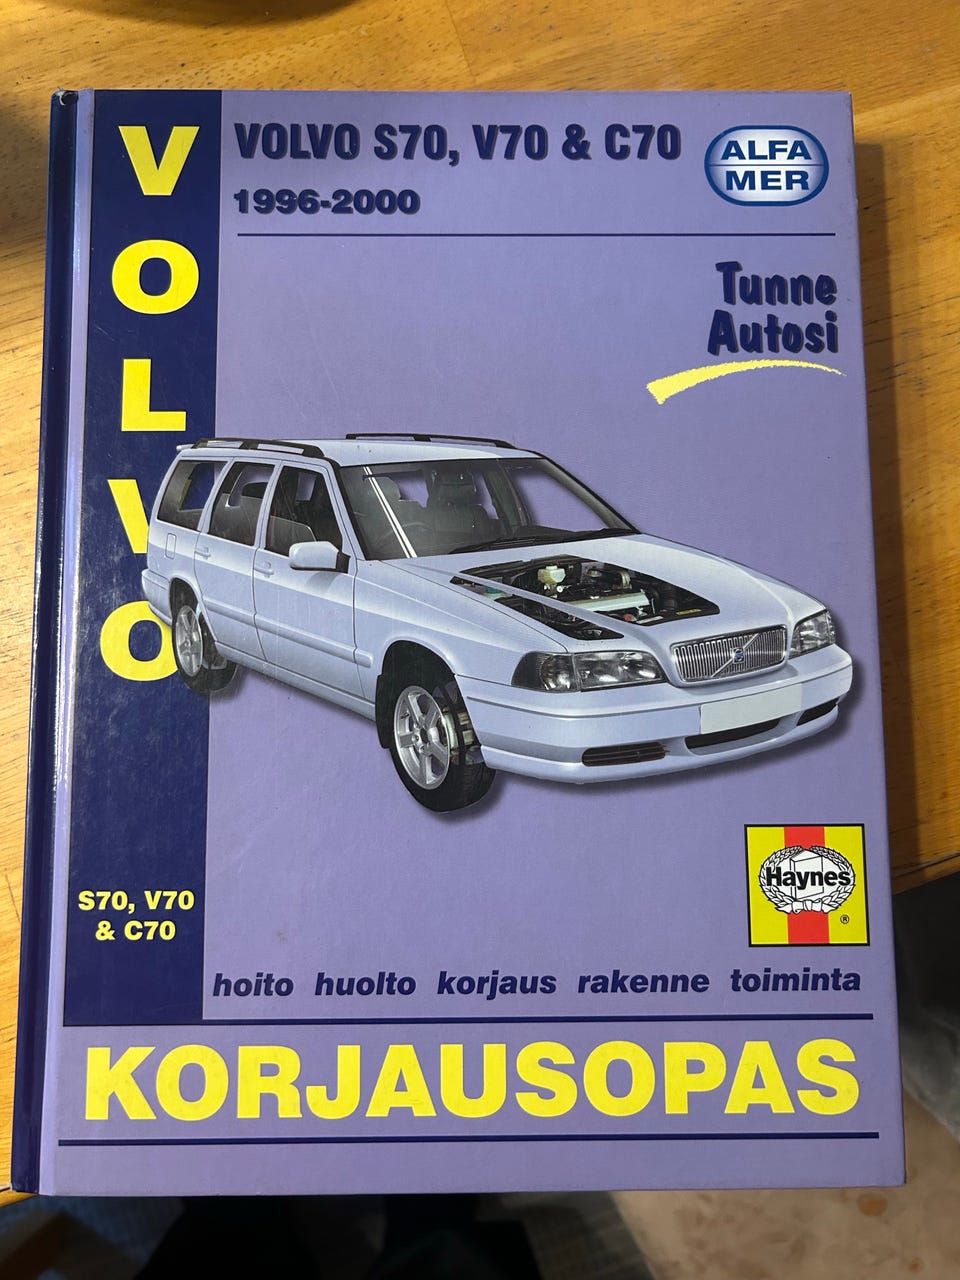 VOLVO
VOLVO S70, V70 & C70
1996-2000
ALFA
MER
Tunne
Autosi
S70, V70
& C70
Haynes
®
hoito huolto korjaus rakenne toiminta
KORJAUSOPAS